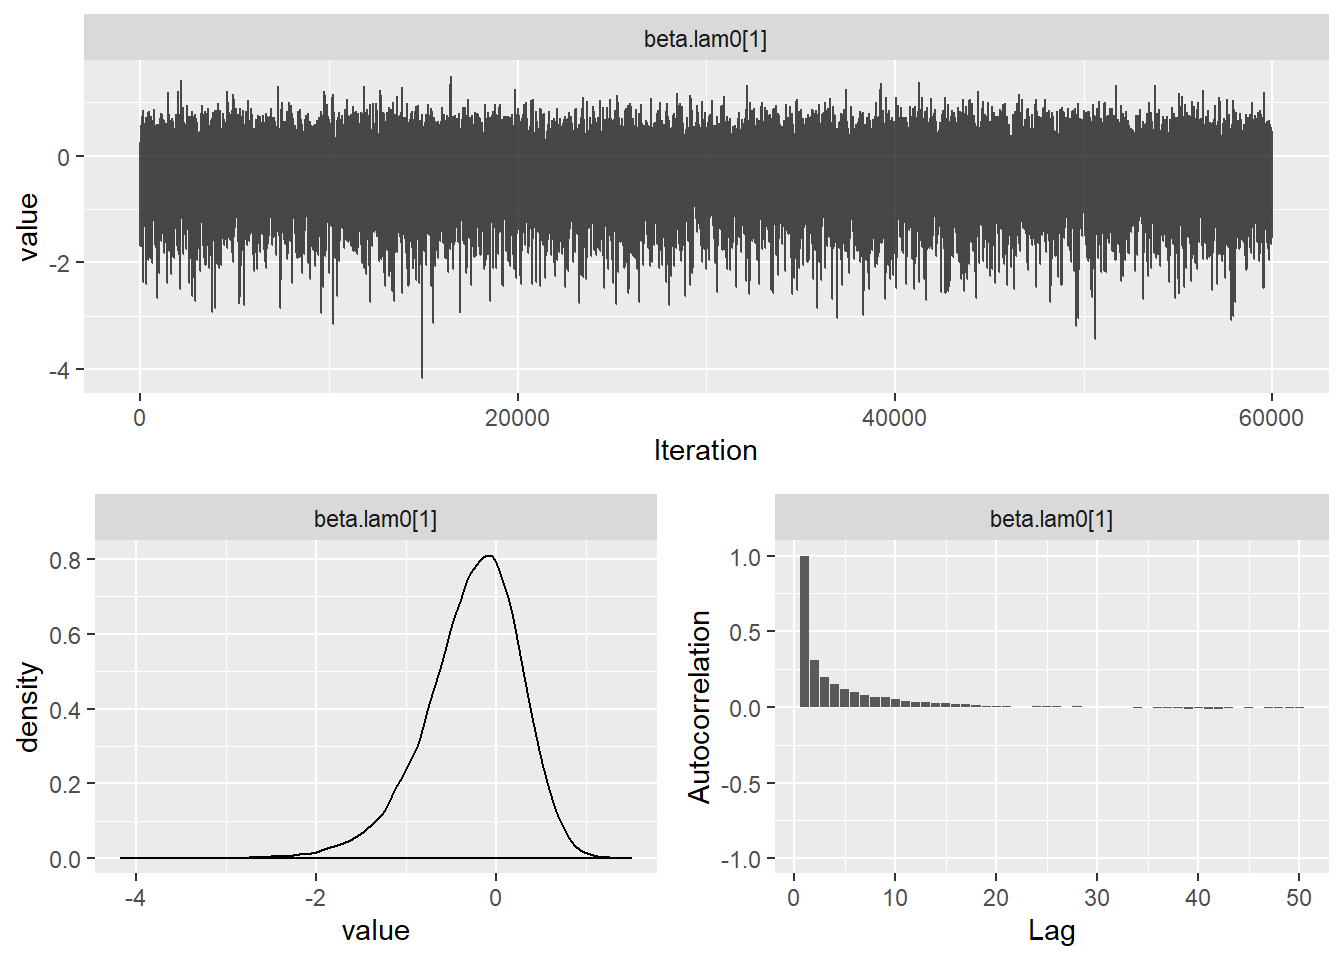 beta.lam0[1]
0
-2
-4
value
0 20000 40000 60000
Iteration
beta.lam0[1]
0.8
0.6
0.4
0.2
0.0
density
-4 -2 0
value
beta.lam0[1]
1.0
0.5
0.0
-0.5
-1.0
Autocorrelation
0 10 20 30 40 50
Lag